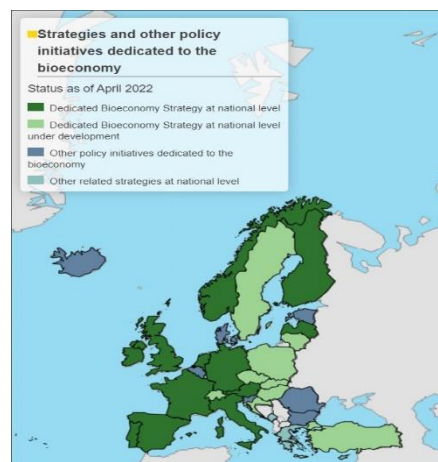 Strategies and other policy
initiatives dedicated to the
bioeconomy
Status as of April 2022
Dedicated Bioeconomy Strategy at national level
Dedicated Bioeconomy Strategy at national level
under development
Other policy initiatives dedicated to the
bioeconomy
Other related strategies at national level